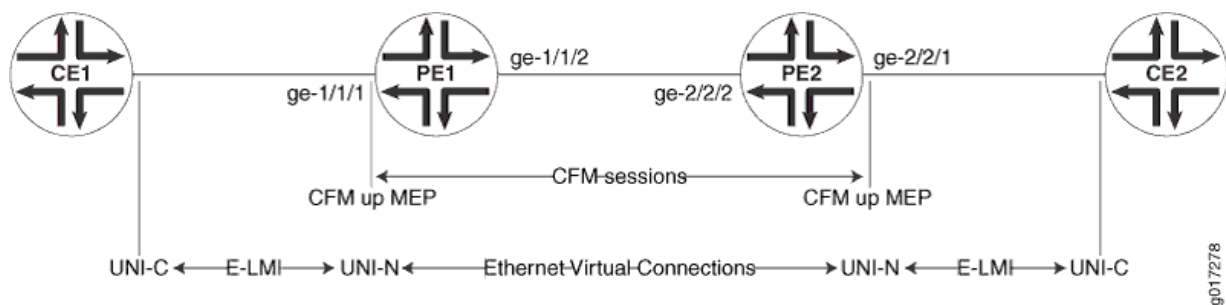 ge-1/1/2 ge-2/2/1
CE1 PE1 PE2 CE2
ge-1/1/1 ge-2/2/2
CFM sessions
CFM up MEP CFM up MEP
UNI-C E-LMI UNI-N Ethernet Virtual Connections UNI-N E-LMI UNI-C
g017278